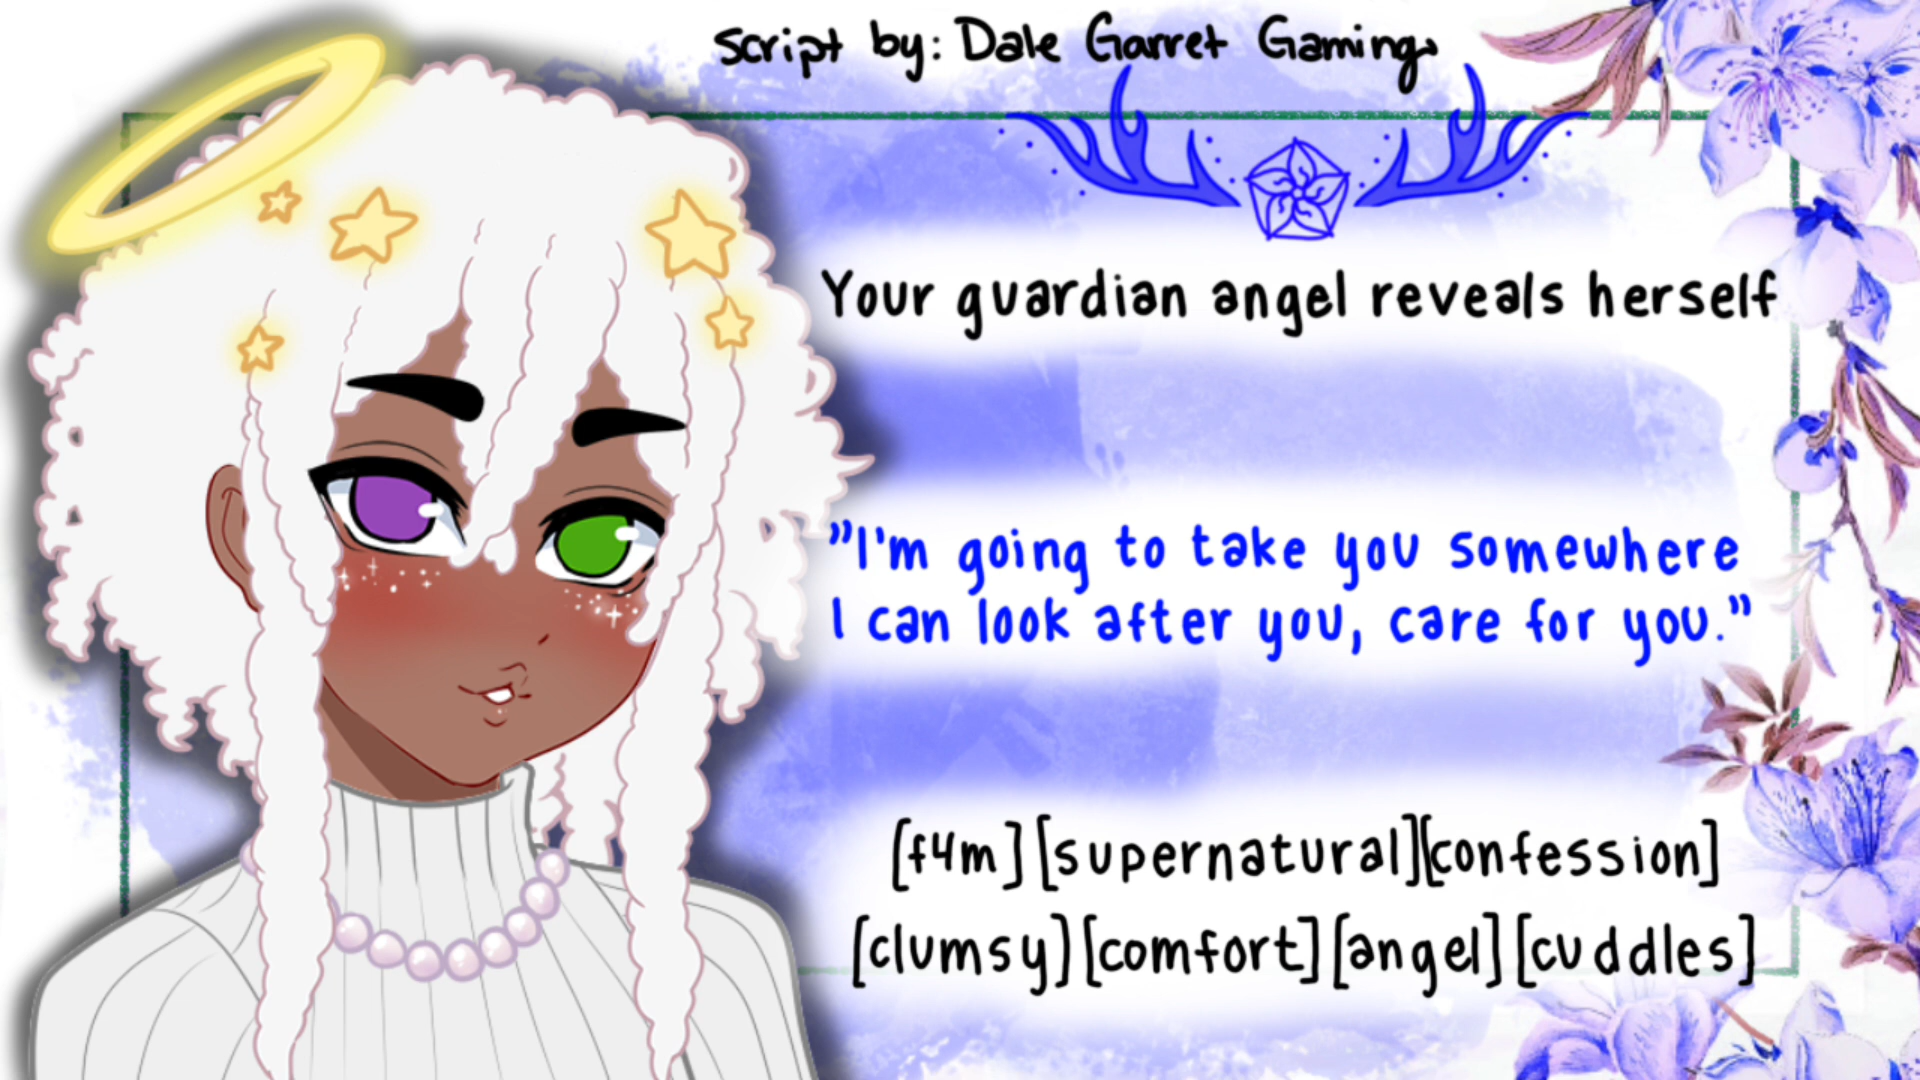 script by: Dale Garret Gaming
Your guardian angel reveals herself
"I'm going to take you somewhere
I can look after you, care for you."
[f4m][supernatural][confession]
[clumsy][comfort][angel][cuddles]